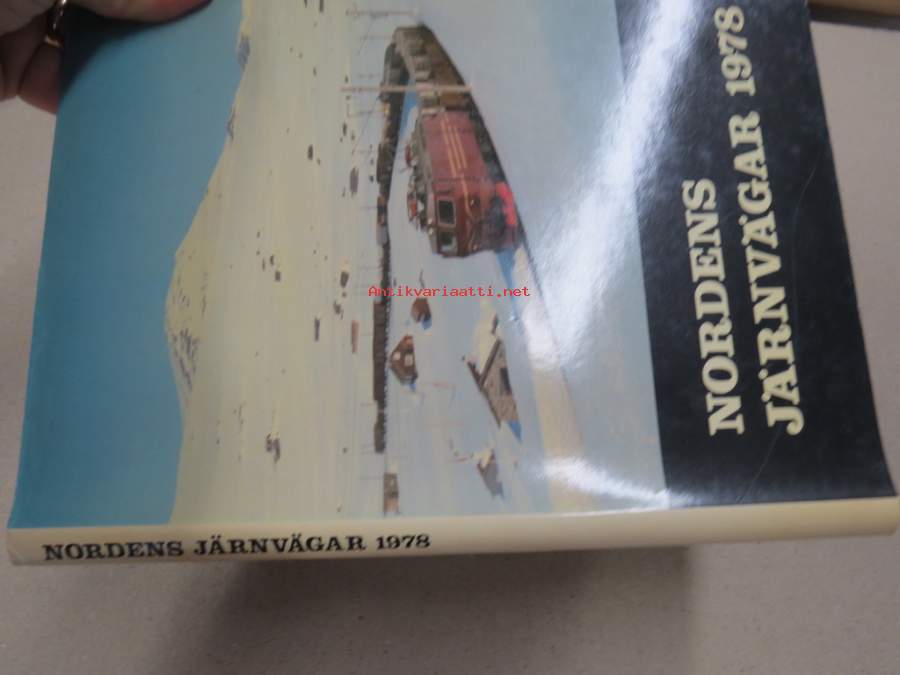 NORDENS
JÄRNVÄGAR 1978
Antikvariaatti.net
NORDENS JÄRNVÄGAR 1978